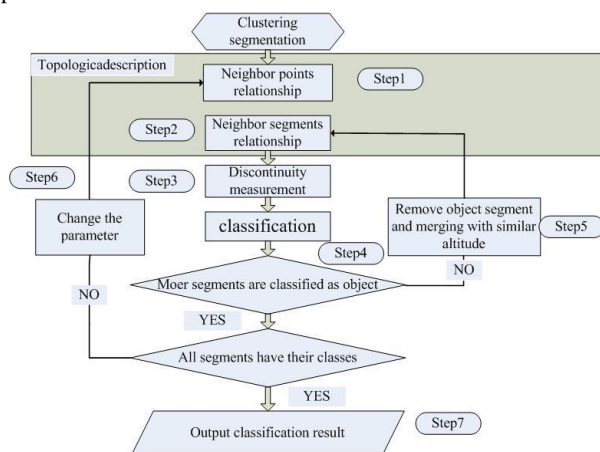 Clustering
segmentation
Topologicadescription
Neighbor points
relationship
Step1
Step2
Neighbor segments
relationship
Step6
Step3
Discontinuity
measurement
Change the
parameter
classification
Remove object segment
and merging with similar
altitude
Step5
Step4
NO
Moer segments are classified as object
NO
YES
All segments have their classes
YES
Output classification result
Step7